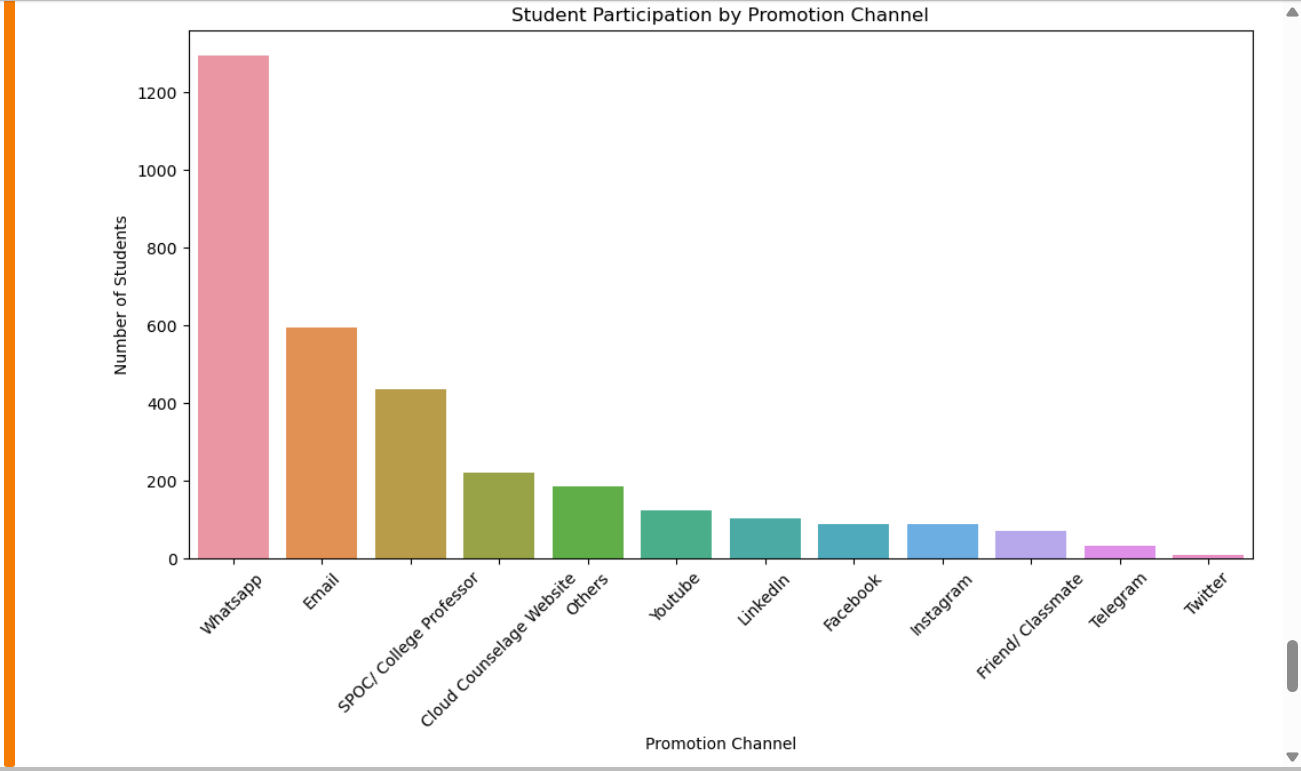 Student Participation by Promotion Channel
Number of Students
1200
1000
800
600
400
200
0
Whatsapp
Email
SPOC/ College Professor
Cloud Counselage Website
Others
Youtube
LinkedIn
Facebook
Instagram
Friend/ Classmate
Telegram
Twitter
Promotion Channel